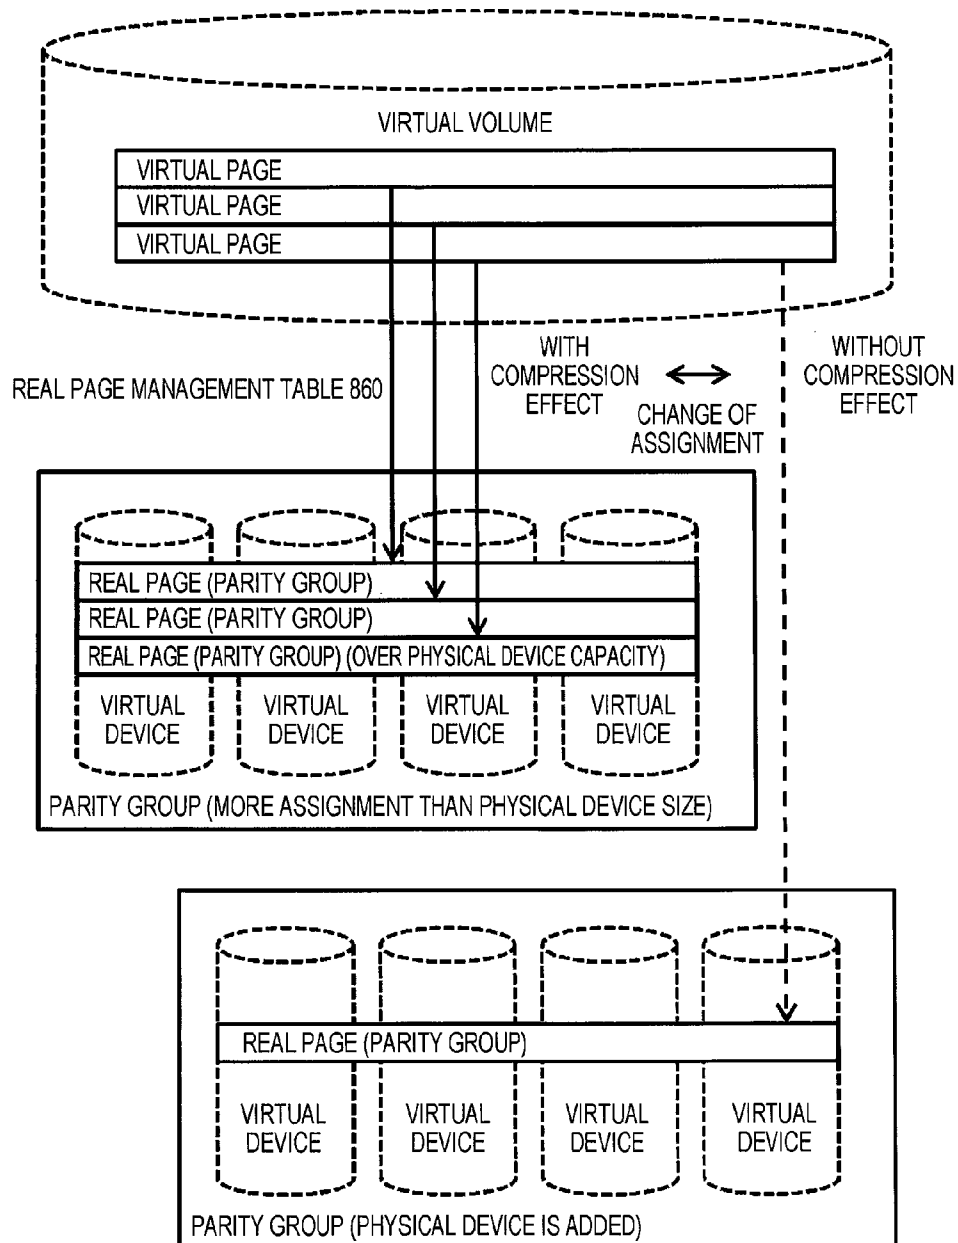 VIRTUAL VOLUME
VIRTUAL PAGE
VIRTUAL PAGE
VIRTUAL PAGE
REAL PAGE MANAGEMENT TABLE 860
WITH
COMPRESSION
EFFECT
CHANGE OF
ASSIGNMENT
WITHOUT
COMPRESSION
EFFECT
REAL PAGE (PARITY GROUP)
REAL PAGE (PARITY GROUP)
REAL PAGE (PARITY GROUP) (OVER PHYSICAL DEVICE CAPACITY)
VIRTUAL
DEVICE
VIRTUAL
DEVICE
VIRTUAL
DEVICE
VIRTUAL
DEVICE
PARITY GROUP (MORE ASSIGNMENT THAN PHYSICAL DEVICE SIZE)
REAL PAGE (PARITY GROUP)
VIRTUAL
DEVICE
VIRTUAL
DEVICE
VIRTUAL
DEVICE
VIRTUAL
DEVICE
PARITY GROUP (PHYSICAL DEVICE IS ADDED)